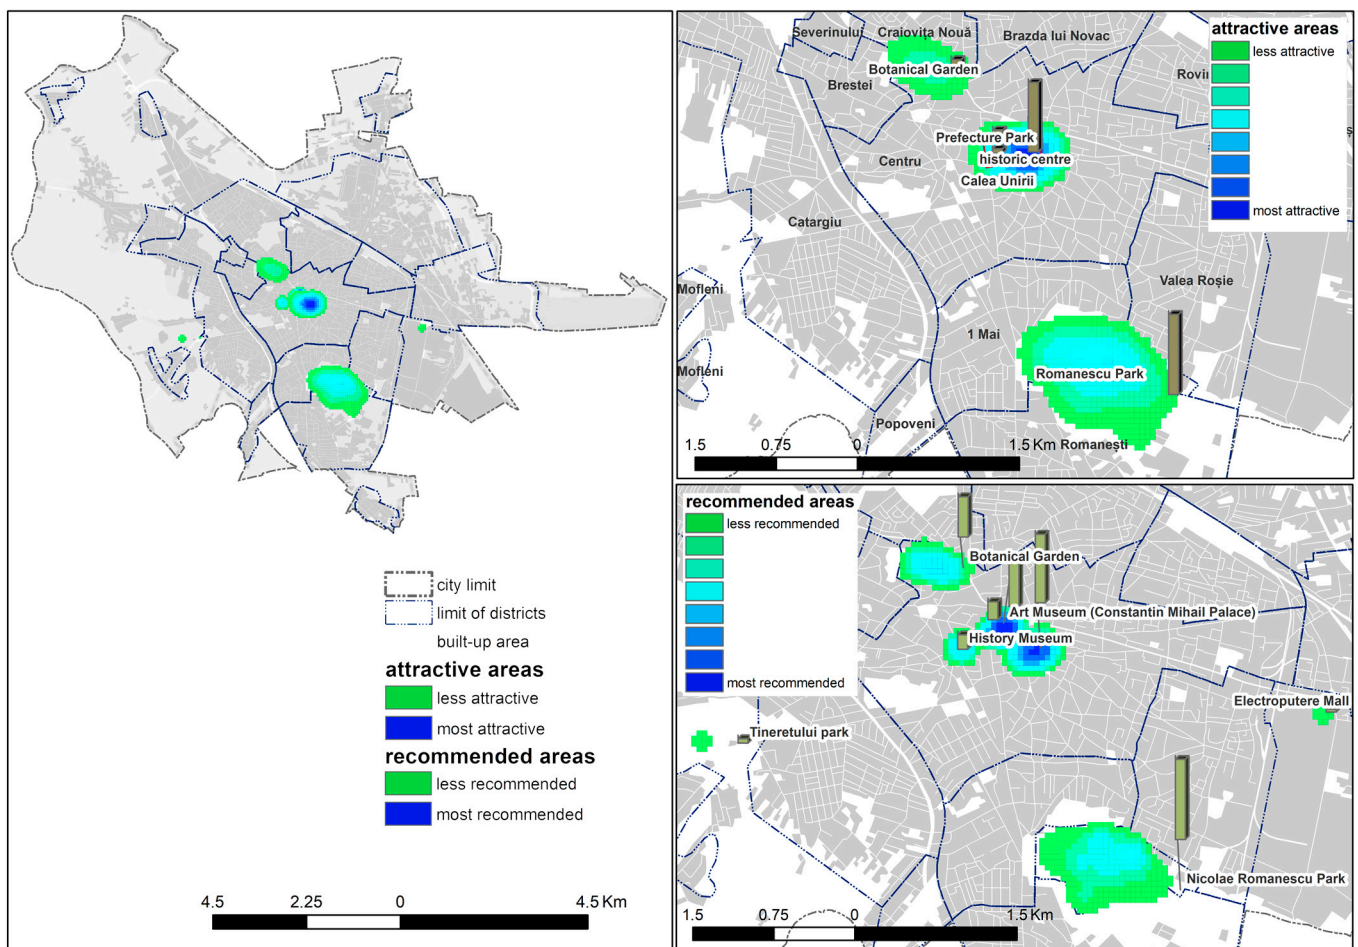 city limit
limit of districts
built-up area
attractive areas
less attractive
most attractive
recommended areas
less recommended
most recommended
4.5 2.25 0 4.5 Km
Severinului
Craiovița Nouă
Brazda lui Novac
attractive areas
less attractive
most attractive
Botanical Garden
Brestei
Prefecture Park
Centru
historic centre
Calea Unirii
Catargiu
Valea Roșie
Mofleni
1 Mai
Mofleni
Romanescu Park
Popoveni
1.5 0.75 0 1.5 Km
Romanești
recommended areas
less recommended
most recommended
Botanical Garden
Art Museum (Constantin Mihail Palace)
History Museum
Electroputere Mall
Tineretului park
Nicolae Romanescu Park
1.5 0.75 0 1.5 Km